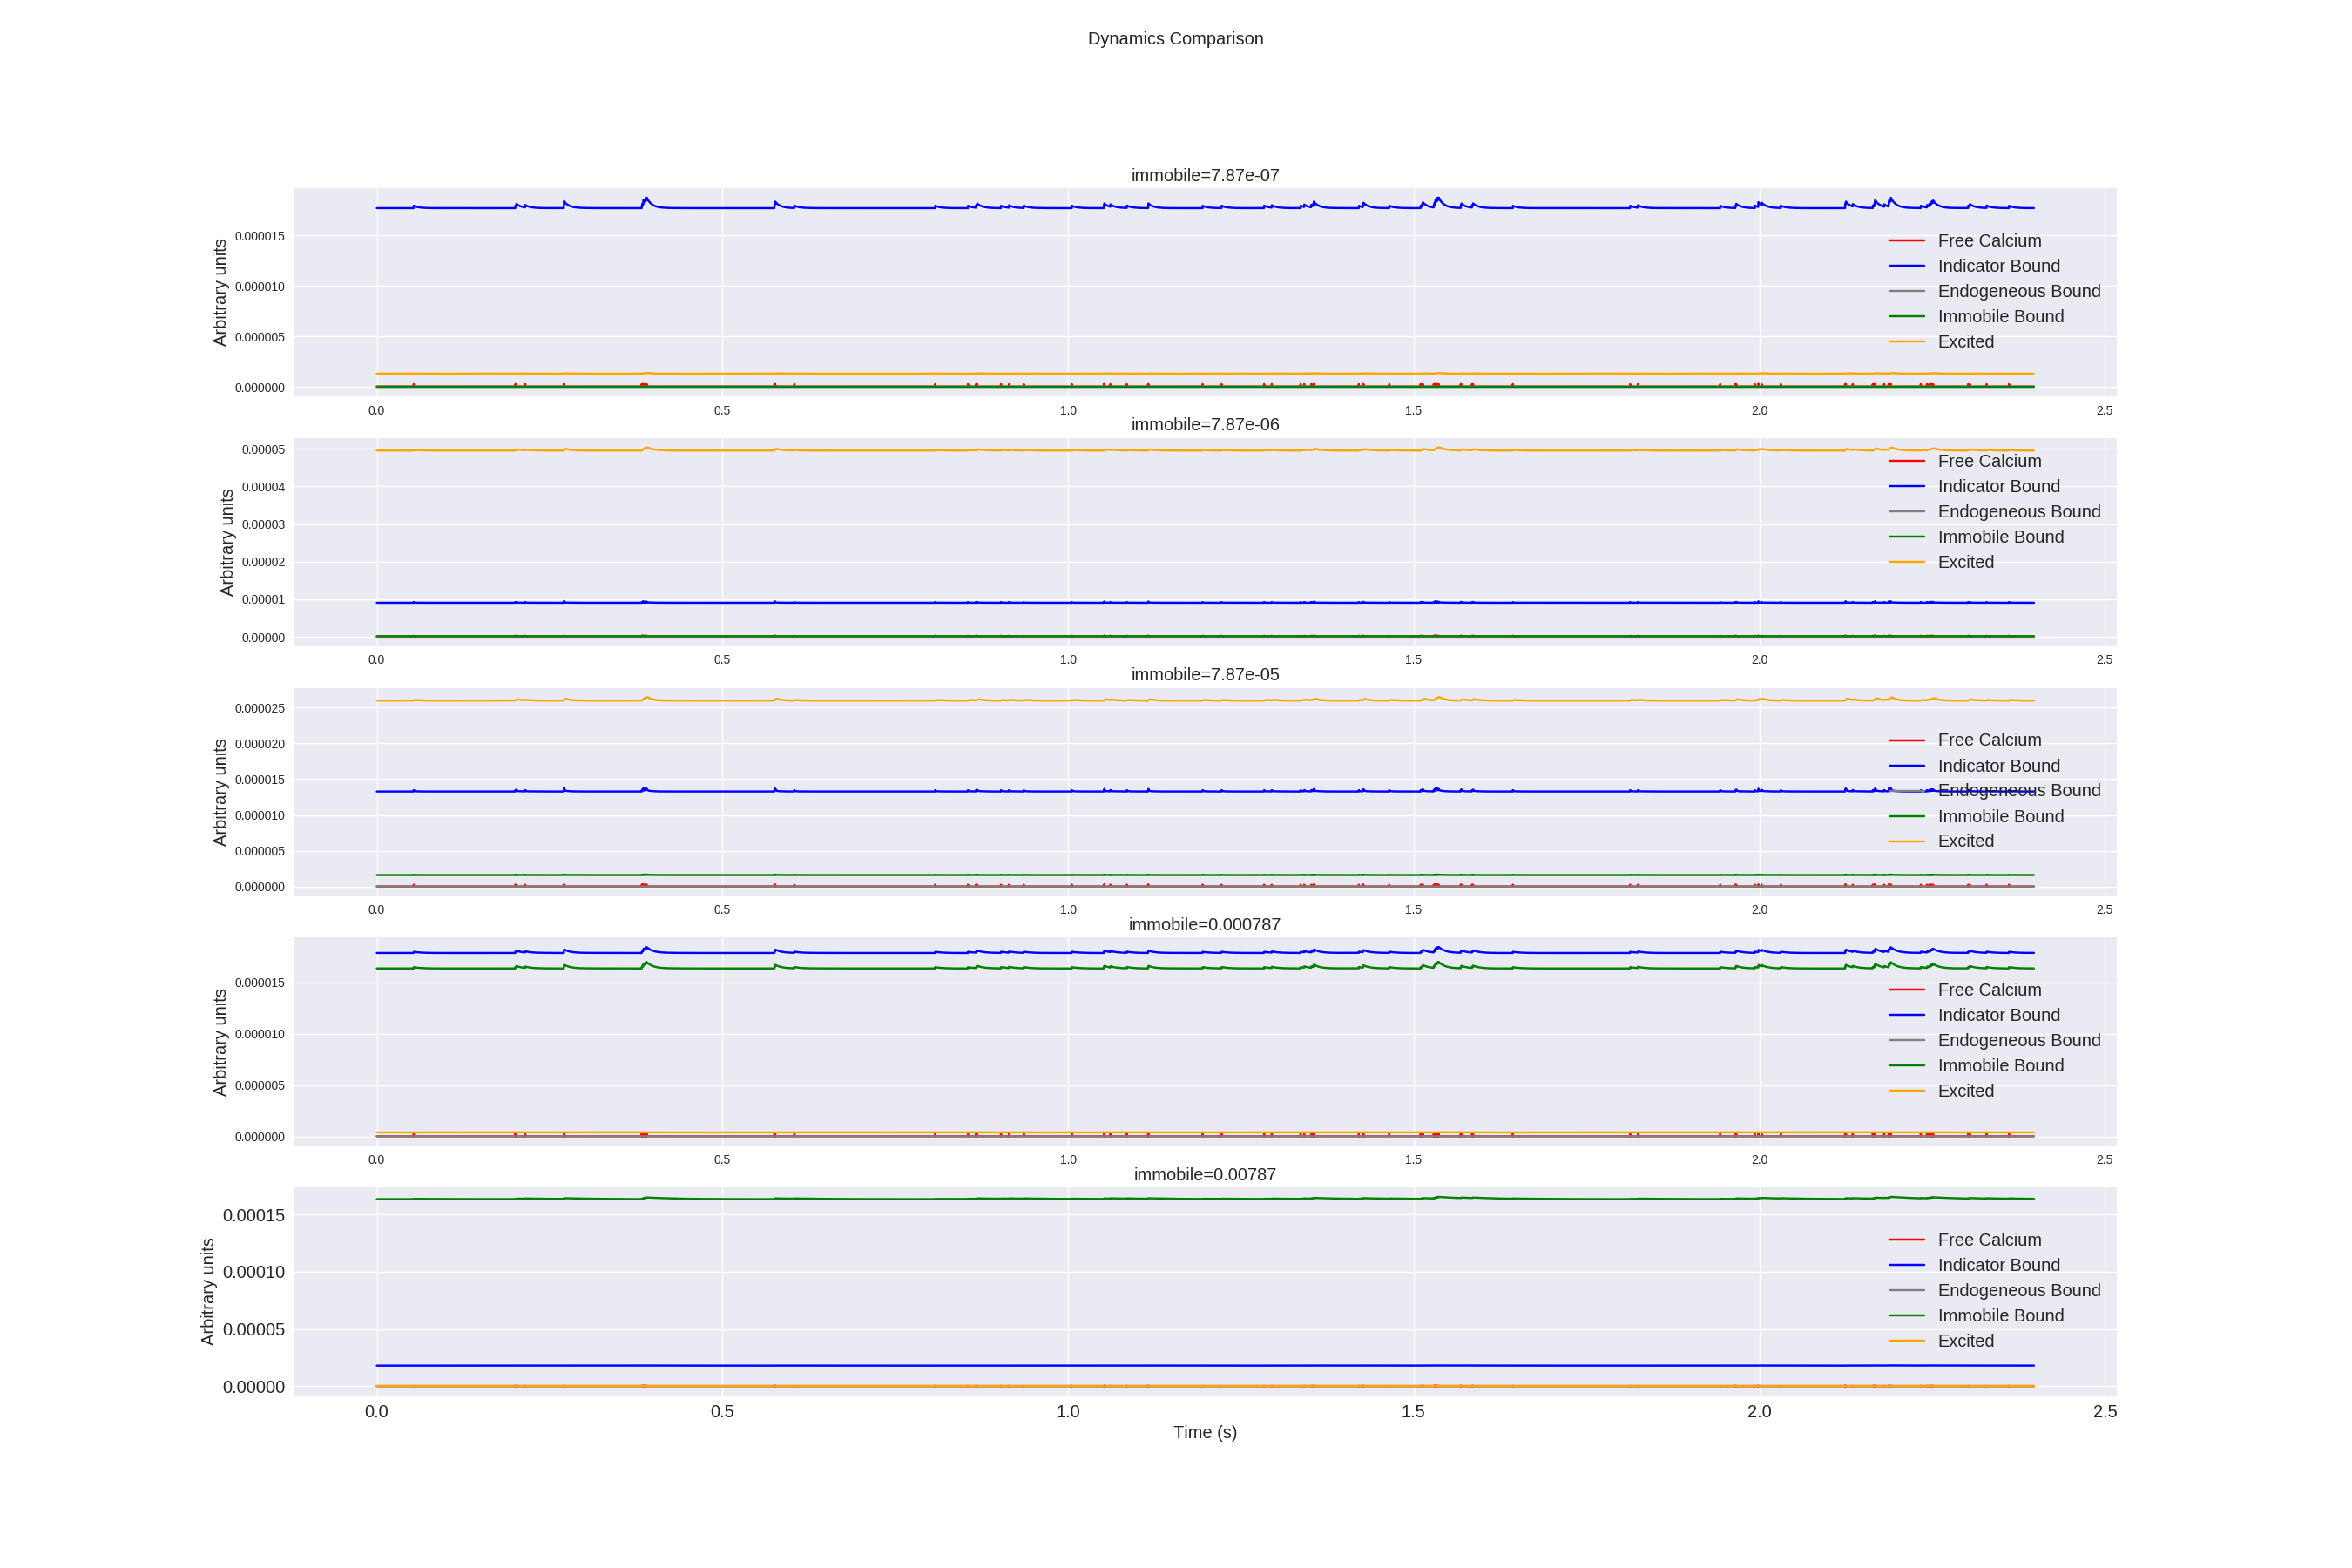 Dynamics Comparison
immobile=7.87e-07
Arbitrary units
0.000015
0.000010
0.000005
0.000000
Free Calcium
Indicator Bound
Endogeneous Bound
Immobile Bound
Excited
0.0 0.5 1.0 1.5 2.0 2.5
immobile=7.87e-06
Arbitrary units
0.00005
0.00004
0.00003
0.00002
0.00001
0.00000
Free Calcium
Indicator Bound
Endogeneous Bound
Immobile Bound
Excited
0.0 0.5 1.0 1.5 2.0 2.5
immobile=7.87e-05
Arbitrary units
0.000025
0.000020
0.000015
0.000010
0.000005
0.000000
Free Calcium
Indicator Bound
Endogeneous Bound
Immobile Bound
Excited
0.0 0.5 1.0 1.5 2.0 2.5
immobile=0.000787
Arbitrary units
0.000015
0.000010
0.000005
0.000000
Free Calcium
Indicator Bound
Endogeneous Bound
Immobile Bound
Excited
0.0 0.5 1.0 1.5 2.0 2.5
immobile=0.00787
Arbitrary units
0.00015
0.00010
0.00005
0.00000
Free Calcium
Indicator Bound
Endogeneous Bound
Immobile Bound
Excited
0.0 0.5 1.0 1.5 2.0 2.5
Time (s)